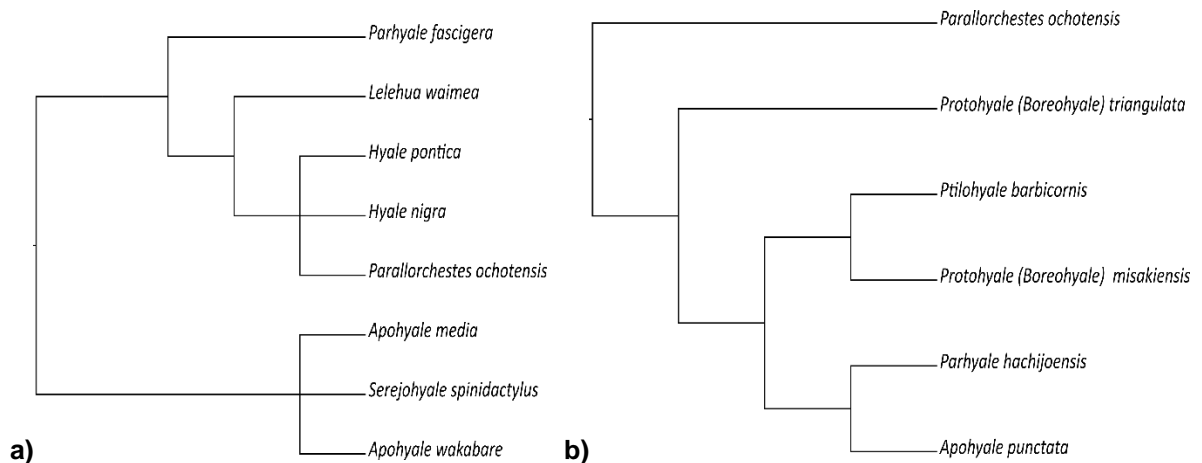 Parhyale fascigera
Lelehua waimea
Hyale pontica
Hyale nigra
Parallorchestes ochotensis
Apohyale media
Serejohyale spinidactylus
Apohyale wakabare
a)
Parallorchestes ochotensis
Protohyale (Boreohyale) triangulata
Ptilohyale barbicornis
Protohyale (Boreohyale) misakiensis
Parhyale hachijoensis
Apohyale punctata
b)